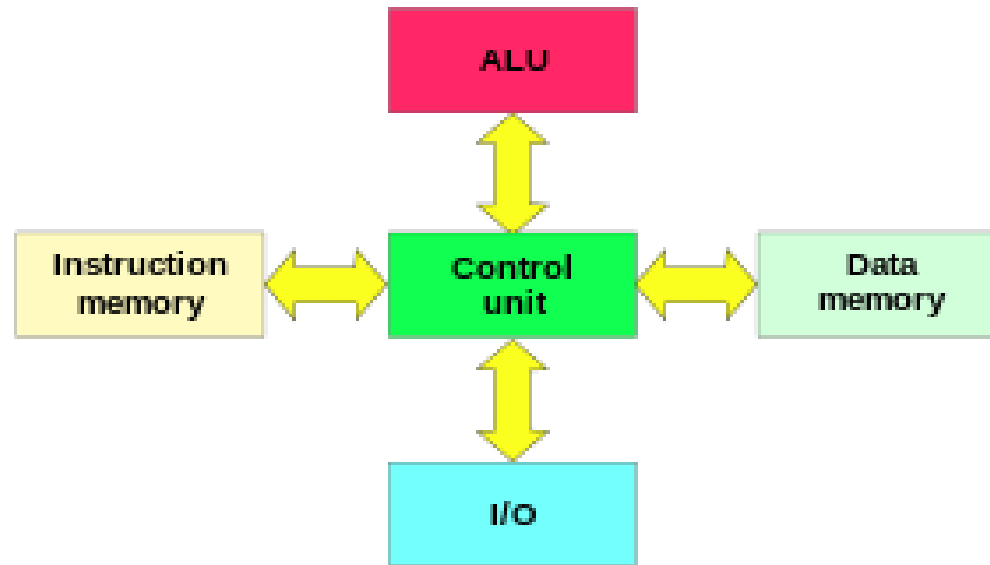 ALU
Instruction
memory
Control
unit
Data
memory
I/O